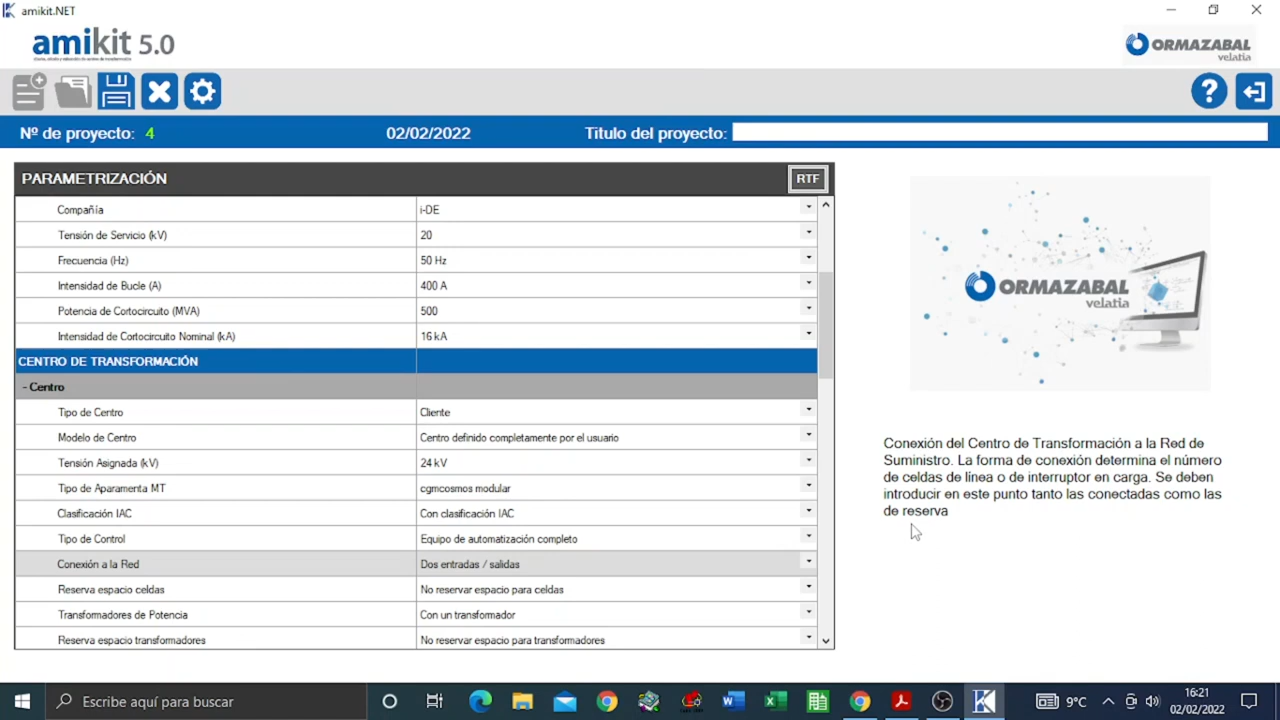 amikit.NET
amikit 5.0
ORMAZABAL
velatia
Nº de proyecto: 4 02/02/2022 Titulo del proyecto:
PARAMETRIZACIÓN RTF
Compañía i-DE
Tensión de Servicio (kV) 20
Frecuencia (Hz) 50 Hz
Intensidad de Bucle (A) 400 A
Potencia de Cortocircuito (MVA) 500
Intensidad de Cortocircuito Nominal (kA) 16 kA
CENTRO DE TRANSFORMACIÓN
- Centro
Tipo de Centro Cliente
Modelo de Centro Centro definido completamente por el usuario
Tensión Asignada (kV) 24 kV
Tipo de Aparamenta MT cgmcosmos modular
Clasificación IAC Con clasificación IAC
Tipo de Control Equipo de automatización completo
Conexión a la Red Dos entradas / salidas
Reserva espacio celdas No reservar espacio para celdas
Transformadores de Potencia Con un transformador
Reserva espacio transformadores No reservar espacio para transformadores
ORMAZABAL
velatia
Conexión del Centro de Transformación a la Red de
Suministro. La forma de conexión determina el número
de celdas de línea o de interruptor en carga. Se deben
introducir en este punto tanto las conectadas como las
de reserva
Escribe aquí para buscar
9°C
16:21
02/02/2022